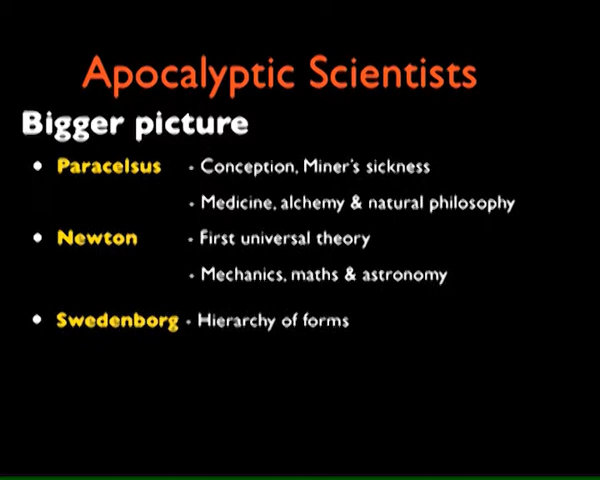 Apocalyptic Scientists
Bigger picture
• Paracelsus - Conception, Miner's sickness
- Medicine, alchemy & natural philosophy
• Newton - First universal theory
- Mechanics, maths & astronomy
• Swedenborg - Hierarchy of forms